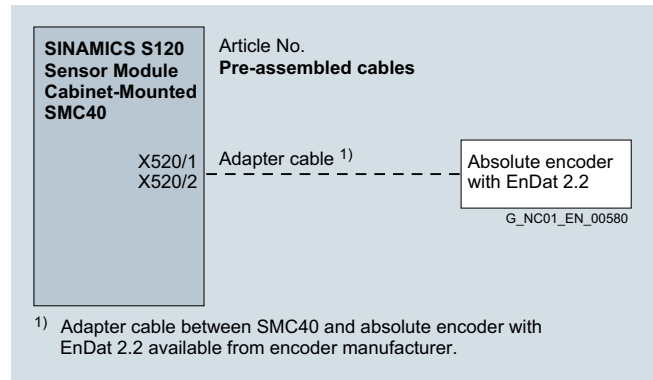 SINAMICS S120
Sensor Module
Cabinet-Mounted
SMC40
Article No.
Pre-assembled cables
X520/1
X520/2
Adapter cable 1)
Absolute encoder
with EnDat 2.2
G_NC01_EN_00580
1) Adapter cable between SMC40 and absolute encoder with
EnDat 2.2 available from encoder manufacturer.